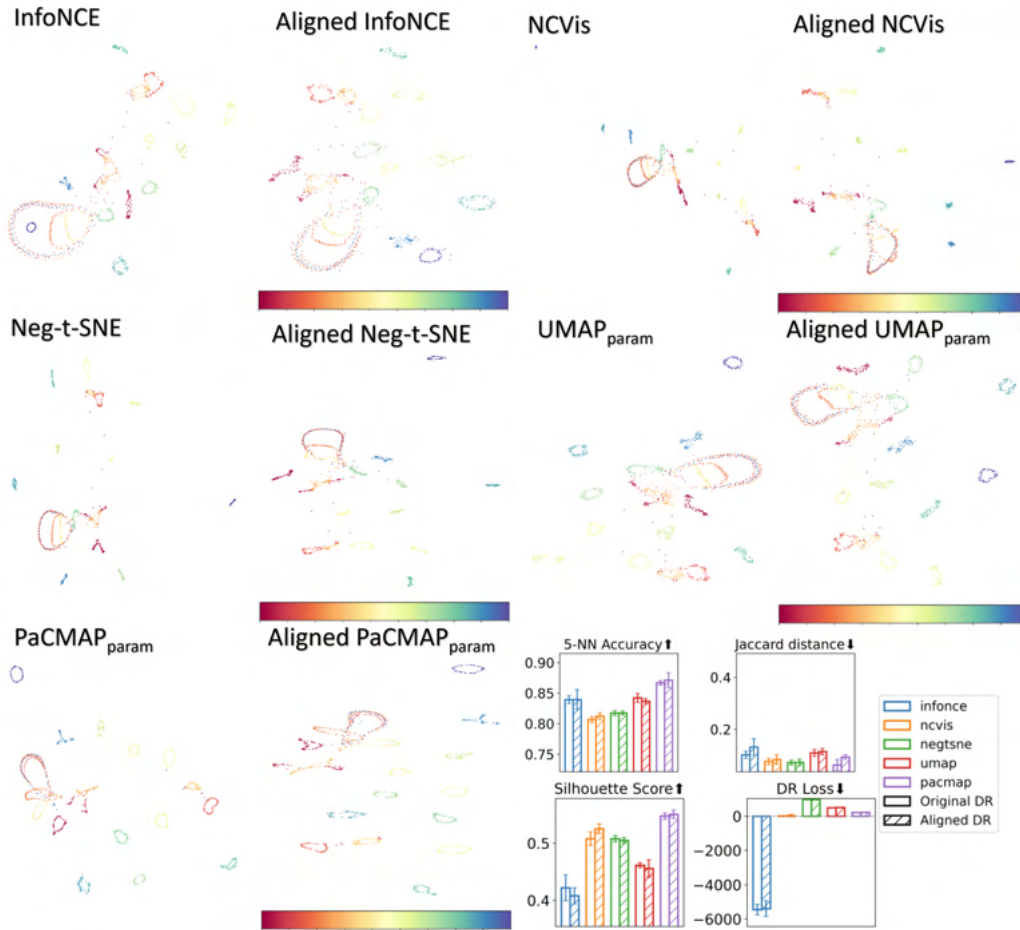 InfoNCE
Aligned InfoNCE
NCVis
Aligned NCVis
Neg-t-SNE
Aligned Neg-t-SNE
UMAPparam
Aligned UMAPparam
PaCMAPparam
Aligned PaCMAPparam
5-NN Accuracy⬆
0.90
0.85
0.80
0.75
Jaccard distance⬇
0.4
0.2
Silhouette Score⬆
0.5
0.4
DR Loss⬇
0
−2000
−4000
−6000
infonce
ncvis
negtsne
umap
pacmap
Original DR
Aligned DR